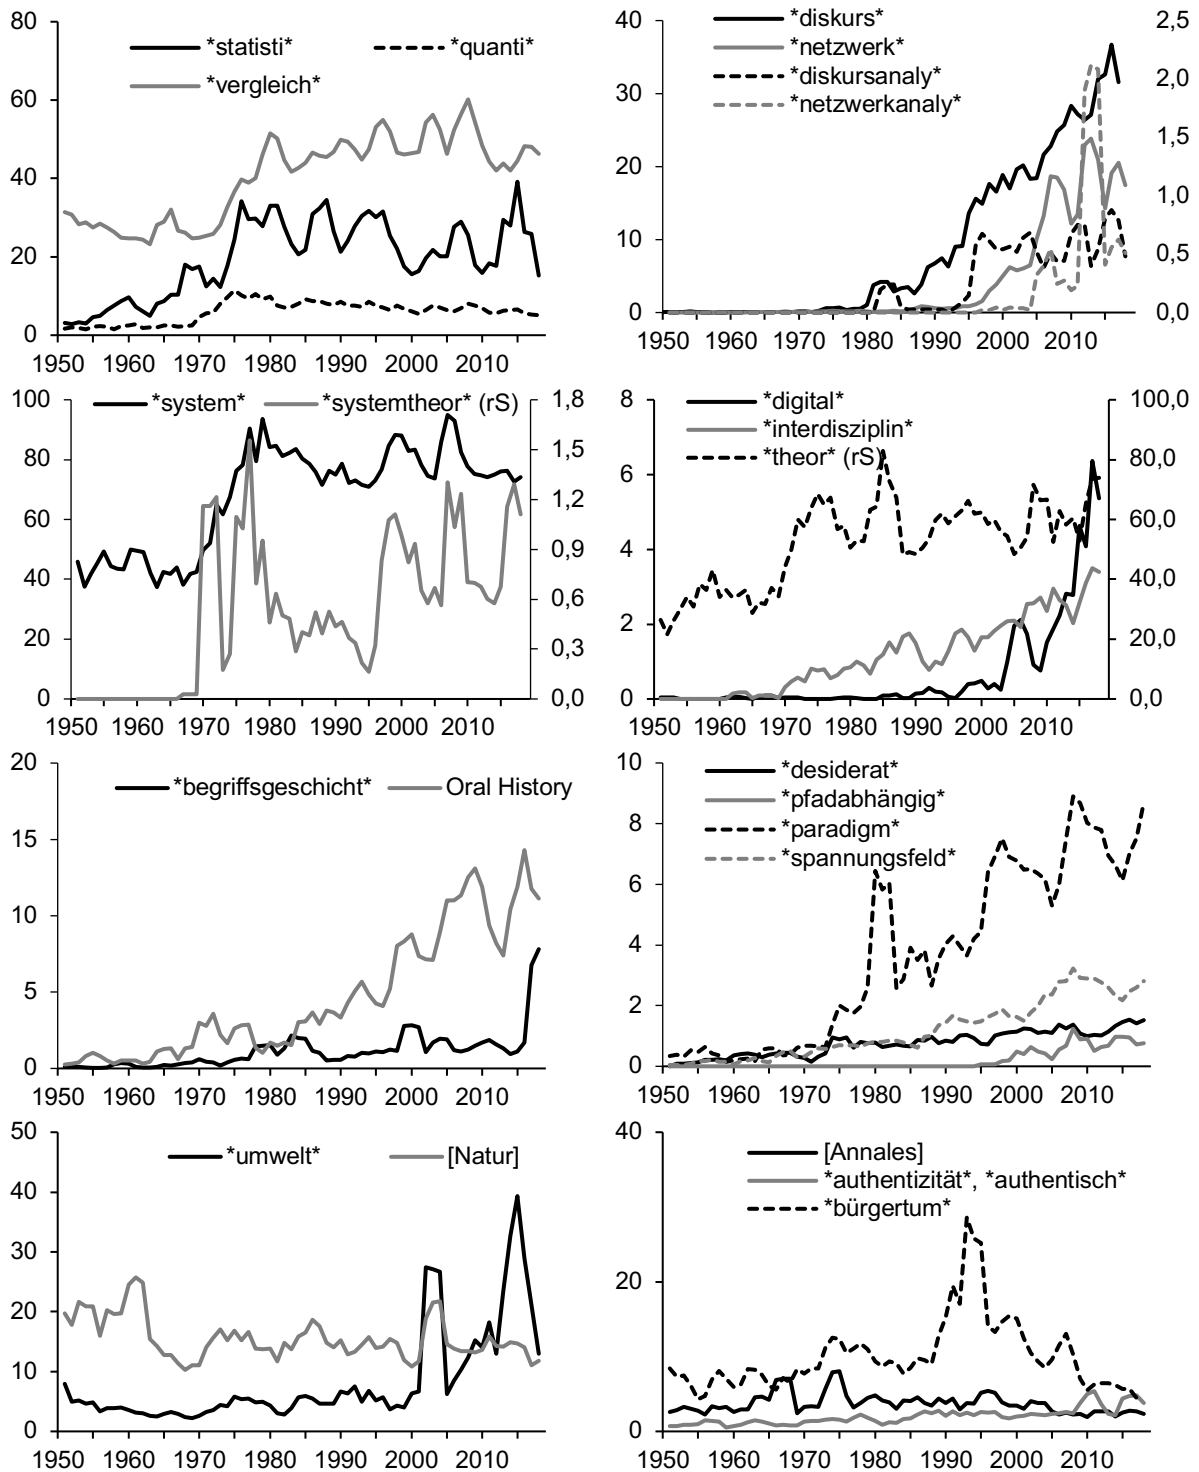 80
60
40
20
0
*statisti*
*quanti*
*vergleich*
1950 1960 1970 1980 1990 2000 2010
40
30
20
10
0
*diskurs*
*netzwerk*
*diskursanaly*
*netzwerkanaly*
2,5
2,0
1,5
1,0
0,5
0,0
1950 1960 1970 1980 1990 2000 2010
100
80
60
40
20
0
*system*
*systemtheor* (rS)
1,8
1,5
1,2
0,9
0,6
0,3
0,0
1950 1960 1970 1980 1990 2000 2010
8
6
4
2
0
*digital*
*interdisziplin*
*theor* (rS)
100,0
80,0
60,0
40,0
20,0
0,0
1950 1960 1970 1980 1990 2000 2010
20
15
10
5
0
*begriffsgeschicht*
Oral History
1950 1960 1970 1980 1990 2000 2010
10
8
6
4
2
0
*desiderat*
*pfadabhängig*
*paradigm*
*spannungsfeld*
1950 1960 1970 1980 1990 2000 2010
50
40
30
20
10
0
*umwelt*
[Natur]
1950 1960 1970 1980 1990 2000 2010
40
20
0
[Annales]
*authentizität*, *authentisch*
*bürgertum*
1950 1960 1970 1980 1990 2000 2010